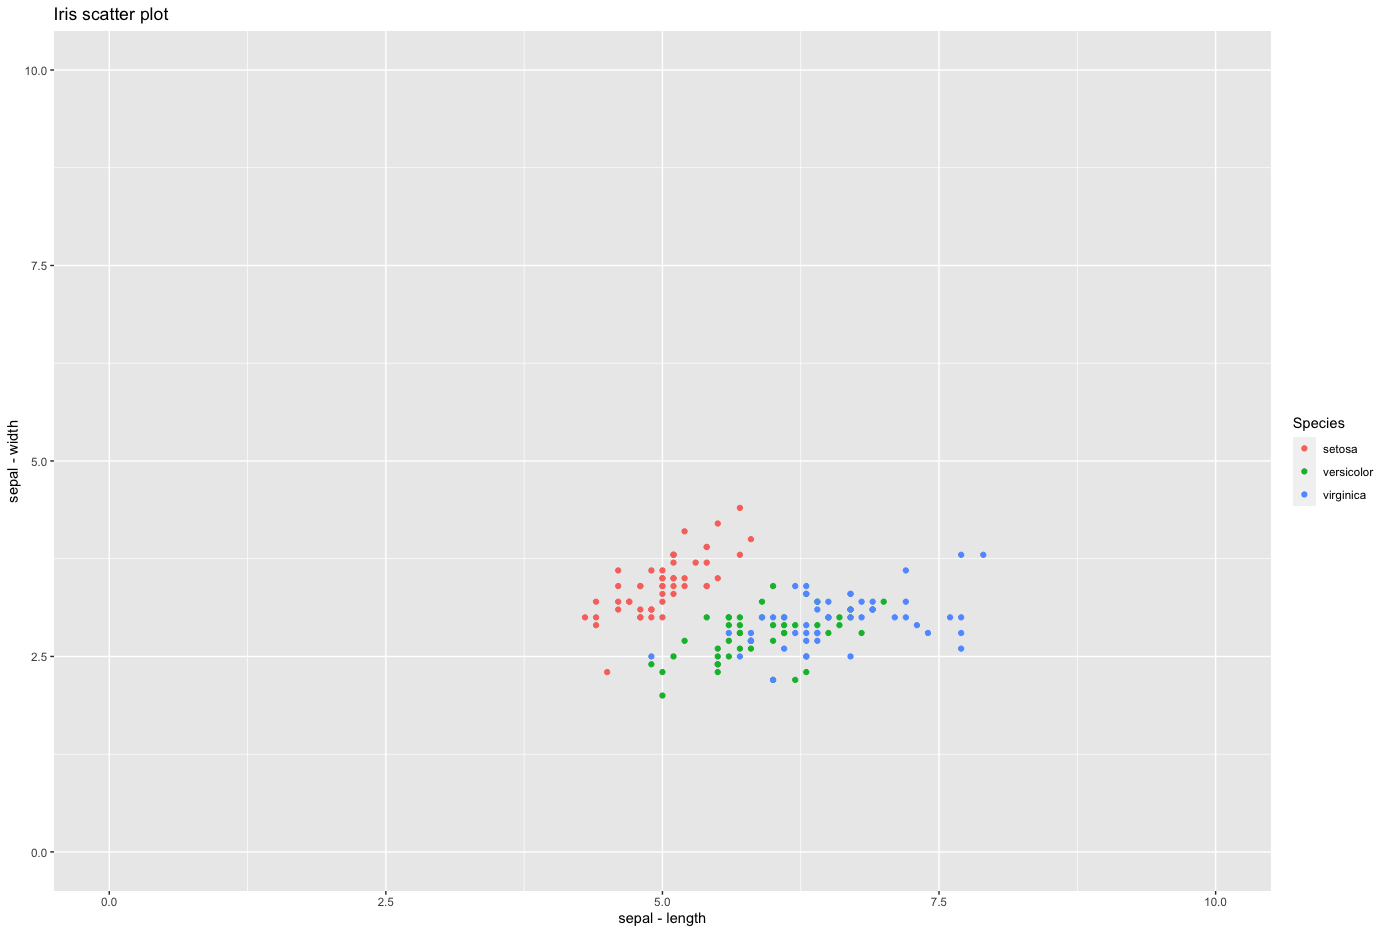 Iris scatter plot
10.0
7.5
5.0
2.5
0.0
sepal - width
0.0 2.5 5.0 7.5 10.0
sepal - length
Species
setosa
versicolor
virginica